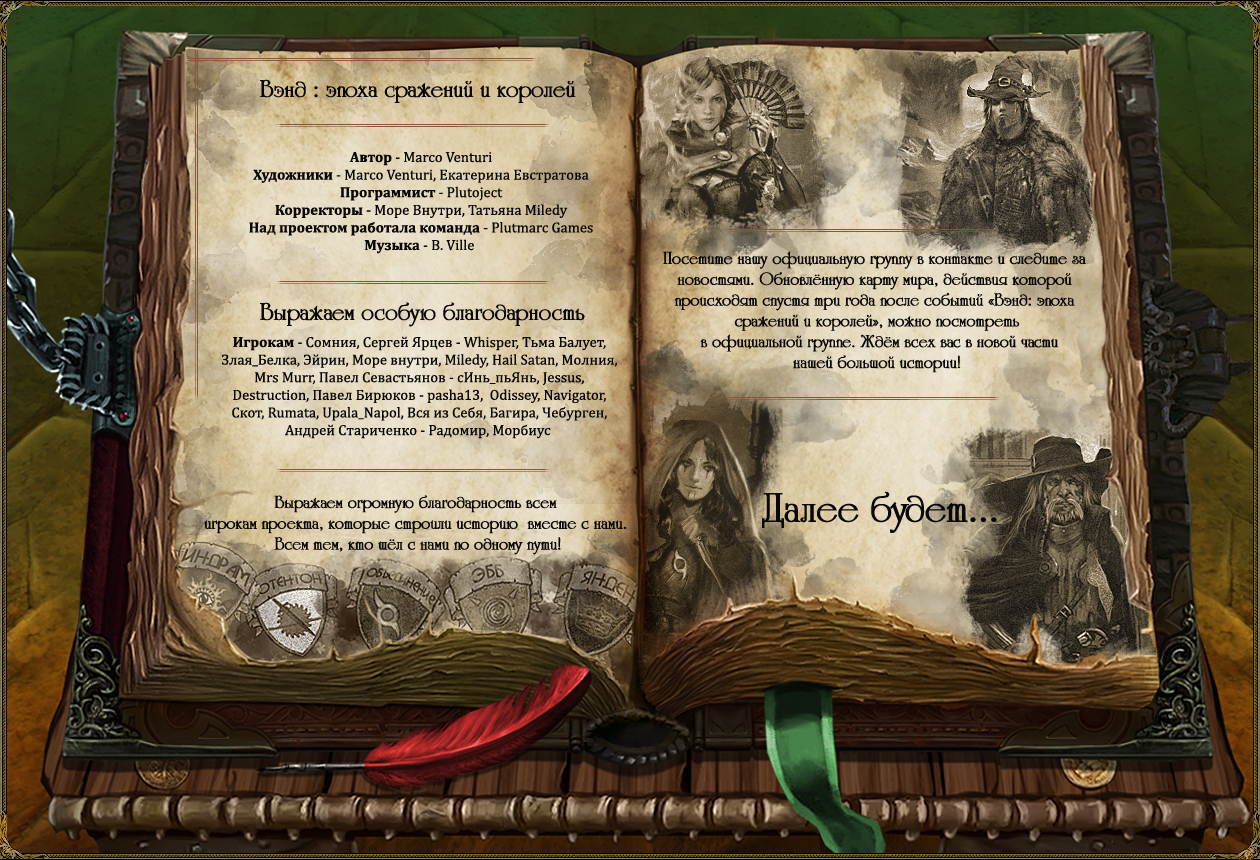 Вэнд : эпоха сражений и королей
Автор - Marco Venturi
Художники - Marco Venturi, Екатерина Евстратова
Программист - Plutoject
Корректоры - Море Внутри, Татьяна Miledy
Над проектом работала команда - Plutmarc Games
Музыка - B. Ville
Выражаем особую благодарность
Игрокам - Сомния, Сергей Ярцев - Whisper, Тьма Балует,
Злая_Белка, Эйрин, Море внутри, Miledy, Hail Satan, Молния,
Mrs Murr, Павел Севастьянов - сИнь_пьЯнь, Jessus,
Destruction, Павел Бирюков - pasha13, Odissey, Navigator,
Скот, Rumata, Upala_Napol, Вся из Себя, Багира, Чебурген,
Андрей Стариченко - Радомир, Морбиус
Выражаем огромную благодарность всем
игрокам проекта, которые строили историю вместе с нами.
Всем тем, кто шёл с нами по одному пути!
ЭББ
Посетите нашу официальную группу в контакте и следите за
новостями. Обновлённую карту мира, действия которой
происходят спустя три года после событий «Вэнд: эпоха
сражений и королей», можно посмотреть
в официальной группе. Ждём всех вас в новой части
нашей большой истории!
Далее будет...